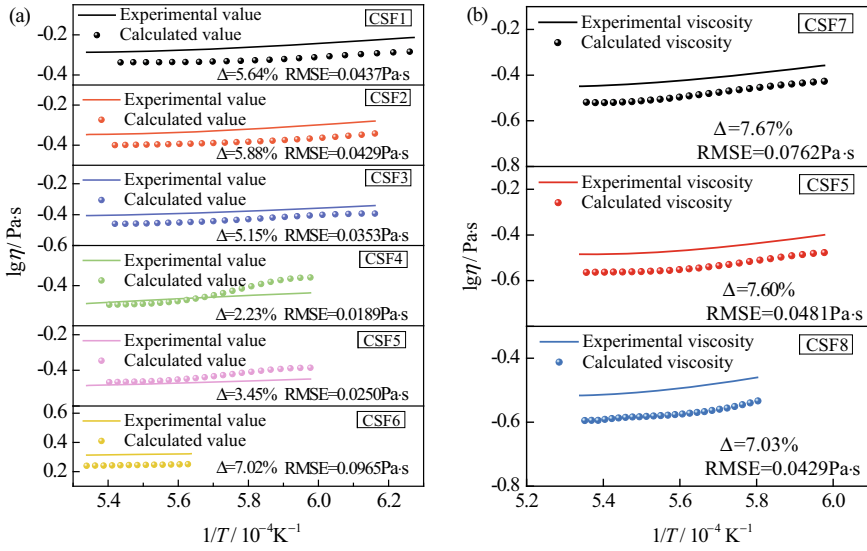 (a)
lgη/ Pa·s
Experimental value
Calculated value
CSF1
-0.2
-0.4
Δ=5.64% RMSE=0.0437Pa·s
Experimental value
Calculated value
CSF2
-0.2
-0.4
Δ=5.88% RMSE=0.0429Pa·s
Experimental value
Calculated value
CSF3
-0.2
-0.4
-0.6
Δ=5.15% RMSE=0.0353Pa·s
Experimental value
Calculated value
CSF4
-0.4
Δ=2.23% RMSE=0.0189Pa·s
Experimental value
Calculated value
CSF5
-0.2
-0.4
Δ=3.45% RMSE=0.0250Pa·s
Experimental value
Calculated value
CSF6
0.6
0.4
0.2
Δ=7.02% RMSE=0.0965Pa·s
5.4 5.6 5.8 6.0 6.2
1/T / 10⁻⁴K⁻¹
(b)
lgη/ Pa·s
Experimental viscosity
Calculated viscosity
CSF7
-0.2
-0.4
-0.6
-0.8
Δ=7.67%
RMSE=0.0762Pa·s
Experimental viscosity
Calculated viscosity
CSF5
-0.4
-0.6
Δ=7.60%
RMSE=0.0481Pa·s
Experimental viscosity
Calculated viscosity
CSF8
-0.4
-0.6
-0.8
Δ=7.03%
RMSE=0.0429Pa·s
5.2 5.4 5.6 5.8 6.0
1/T / 10⁻⁴ K⁻¹